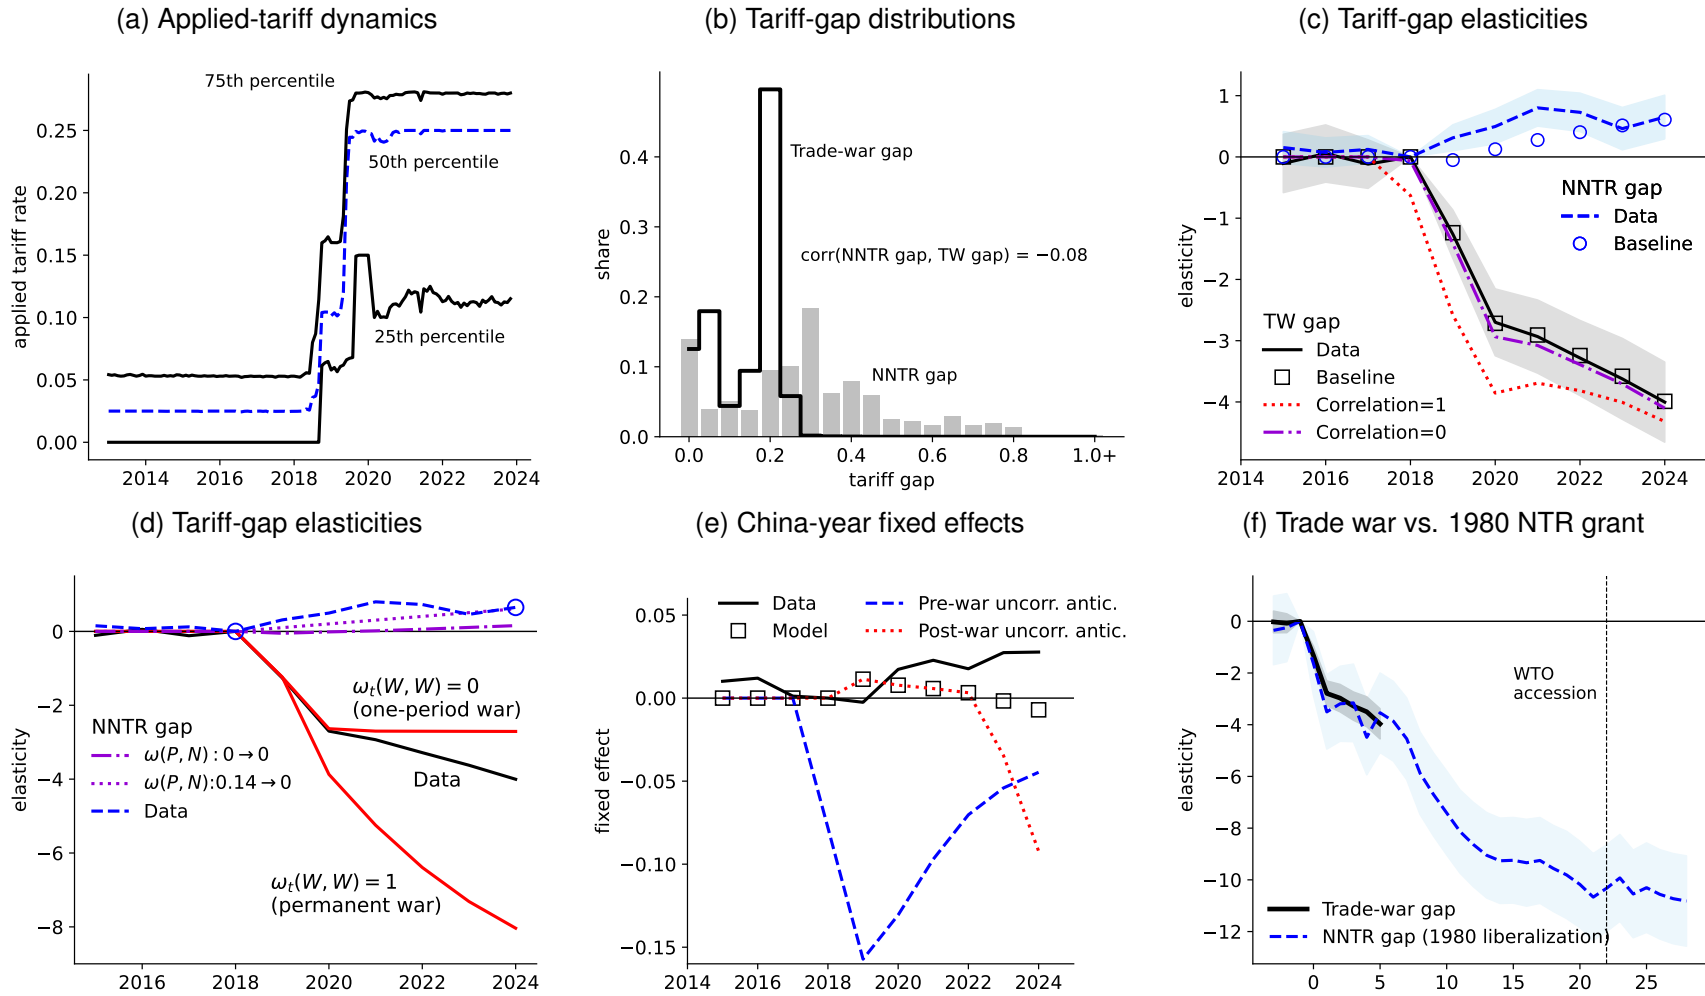 (a) Applied-tariff dynamics
75th percentile
50th percentile
25th percentile
applied tariff rate
0.25
0.20
0.15
0.10
0.05
0.00
2014 2016 2018 2020 2022 2024
(b) Tariff-gap distributions
Trade-war gap
corr(NNTR gap, TW gap) = −0.08
NNTR gap
share
0.4
0.3
0.2
0.1
0.0
0.0 0.2 0.4 0.6 0.8 1.0+
tariff gap
(c) Tariff-gap elasticities
elasticity
1
0
−1
−2
−3
−4
NNTR gap
Data
Baseline
TW gap
Data
Baseline
Correlation=1
Correlation=0
2014 2016 2018 2020 2022 2024
(d) Tariff-gap elasticities
elasticity
0
−2
−4
−6
−8
ωt(W, W) = 0
(one-period war)
NNTR gap
ω(P, N) : 0 → 0
ω(P, N):0.14 → 0
Data
Data
ωt(W, W) = 1
(permanent war)
2016 2018 2020 2022 2024
(e) China-year fixed effects
fixed effect
0.05
0.00
−0.05
−0.10
−0.15
Data
Model
Pre-war uncorr. antic.
Post-war uncorr. antic.
2014 2016 2018 2020 2022 2024
(f) Trade war vs. 1980 NTR grant
elasticity
0
−2
−4
−6
−8
−10
−12
WTO
accession
Trade-war gap
NNTR gap (1980 liberalization)
0 5 10 15 20 25